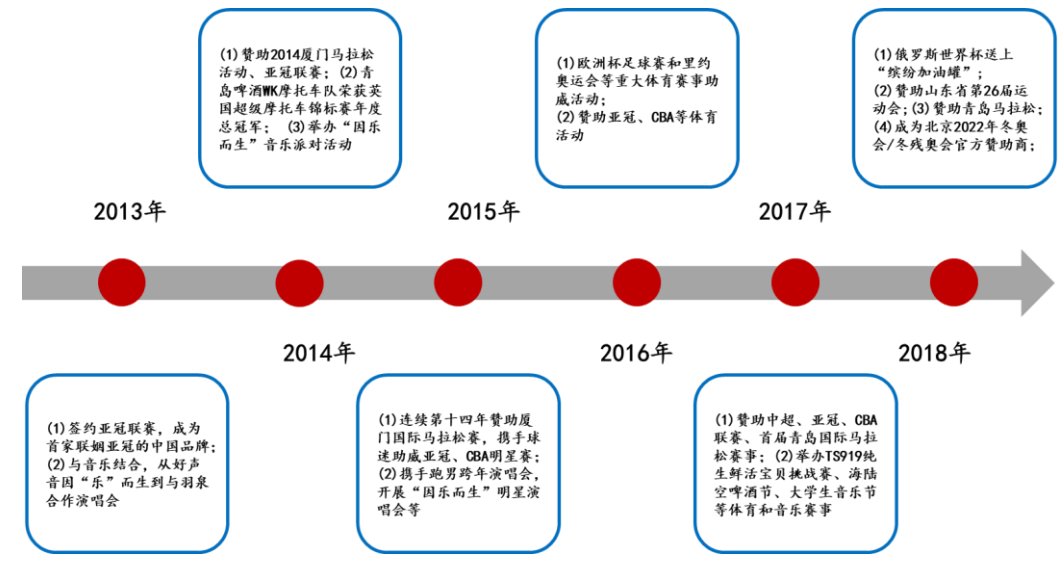 (1) 赞助2014厦门马拉松
活动、亚冠联赛；(2) 青
岛啤酒WK摩托车队荣获英
国超级摩托车锦标赛年度
总冠军； (3) 举办“因乐
而生”音乐派对活动
(1) 欧洲杯足球赛和里约
奥运会等重大体育赛事助
威活动；
(2) 赞助亚冠、CBA等体育
活动
(1) 俄罗斯世界杯送上
“缤纷加油罐”；
(2) 赞助山东省第26届运
动会；(3) 赞助青岛马拉松；
(4) 成为北京2022年冬奥
会/冬残奥会官方赞助商；
2013年
2015年
2017年
2014年
2016年
2018年
(1) 签约亚冠联赛，成为
首家联姻亚冠的中国品牌；
(2) 与音乐结合，从好声
音因“乐”而生到与羽泉
合作演唱会
(1) 连续第十四年赞助厦
门国际马拉松赛，携手球
迷助威亚冠、CBA明星赛；
(2) 携手跑男跨年演唱会，
开展“因乐而生”明星演
唱会等
(1) 赞助中超、亚冠、CBA
联赛、首届青岛国际马拉
松赛事；(2) 举办TS919纯
生鲜活宝贝挑战赛、海陆
空啤酒节、大学生音乐节
等体育和音乐赛事